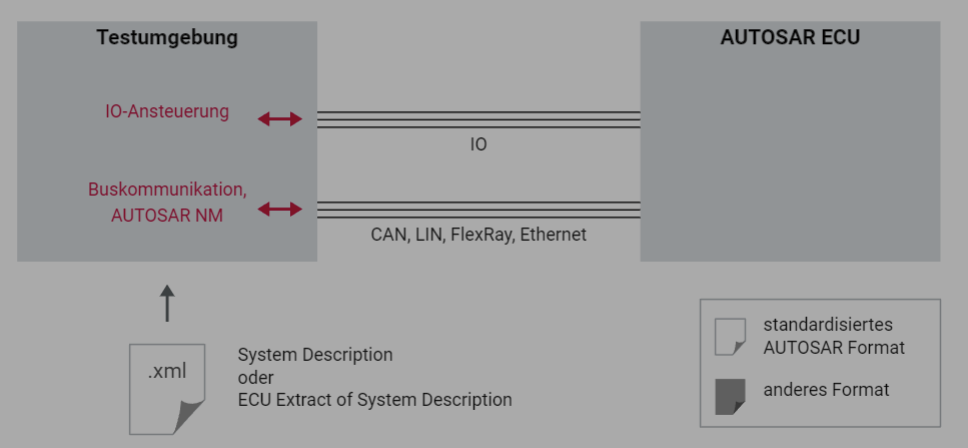 Testumgebung
AUTOSAR ECU
IO-Ansteuerung
IO
Buskommunikation,
AUTOSAR NM
CAN, LIN, FlexRay, Ethernet
.xml
System Description
oder
ECU Extract of System Description
standardisiertes
AUTOSAR Format
anderes Format